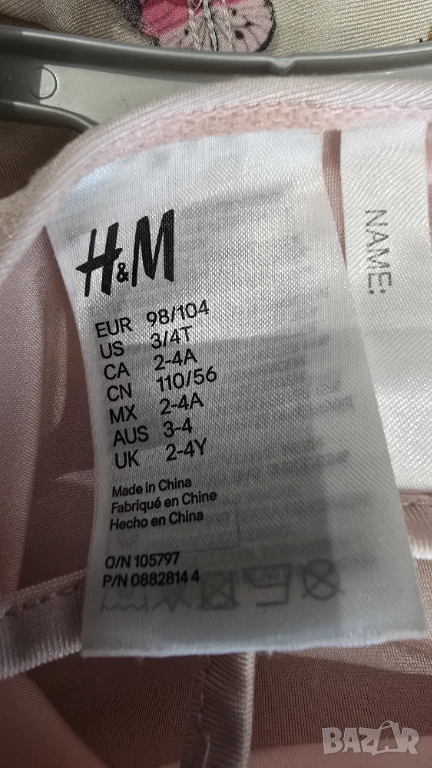 H&M
EUR 98/104
US 3/4T
CA 2-4A
CN 110/56
MX 2-4A
AUS 3-4
UK 2-4Y
Made in China
Fabriqué en Chine
Hecho en China
O/N 105797
P/N 0882814 4
NAME:
BAZAR